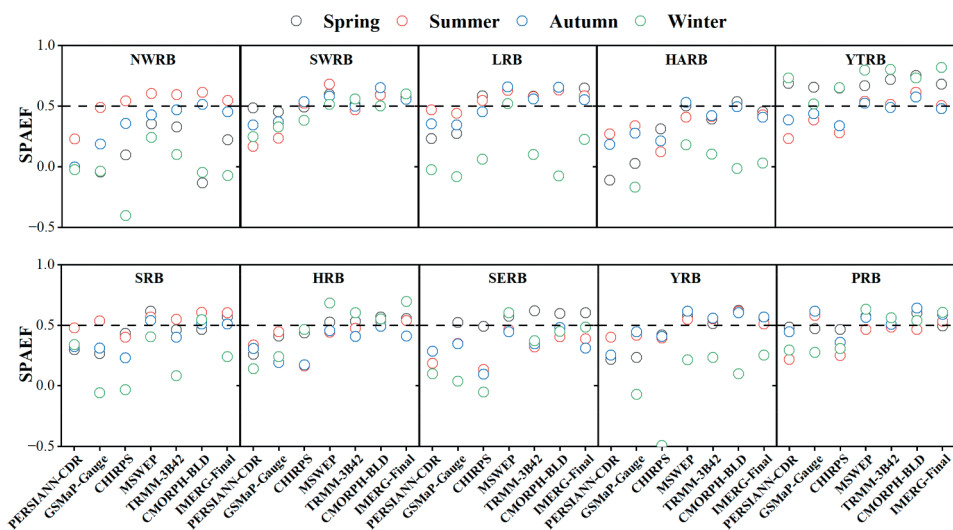 Spring Summer Autumn Winter
1.0 NWRB SWRB LRB HARB YTRB
0.5
SPAEF
0.0
−0.5
1.0 SRB HRB SERB YRB PRB
0.5
SPAEF
0.0
−0.5
PERSIANN-CDR GSMaP-Gauge CHIRPS MSWEP TRMM-3B42 CMORPH-BLD IMERG-Final PERSIANN-CDR GSMaP-Gauge CHIRPS MSWEP TRMM-3B42 CMORPH-BLD IMERG-Final PERSIANN-CDR GSMaP-Gauge CHIRPS MSWEP TRMM-3B42 CMORPH-BLD IMERG-Final PERSIANN-CDR GSMaP-Gauge CHIRPS MSWEP TRMM-3B42 CMORPH-BLD IMERG-Final PERSIANN-CDR GSMaP-Gauge CHIRPS MSWEP TRMM-3B42 CMORPH-BLD IMERG-Final